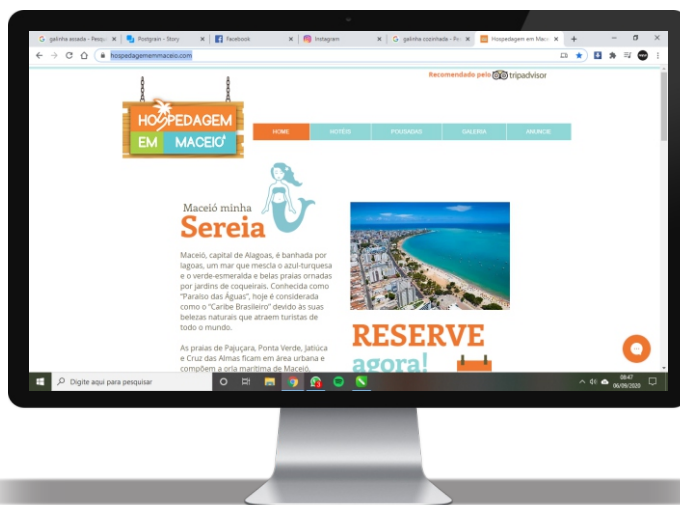 galinha assada - Pesqu
Postgrain - Story
Facebook
Instagram
galinha cozinhada - Pe
Hospedagem em Mace
hospedagememmaceio.com
Recomendado pelo tripadvisor
HOSPEDAGEM
EM MACEIÓ
HOME
HOTÉIS
POUSADAS
GALERIA
ANUNCIE
Maceió minha
Sereia
Maceió, capital de Alagoas, é banhada por
lagoas, um mar que mescla o azul-turquesa
e o verde-esmeralda e belas praias ornadas
por jardins de coqueirais. Conhecida como
"Paraíso das Águas", hoje é considerada
como o "Caribe Brasileiro" devido às suas
belezas naturais que atraem turistas de
todo o mundo.
As praias de Pajuçara, Ponta Verde, Jatiúca
e Cruz das Almas ficam em área urbana e
compõem a orla marítima de Maceió,
RESERVE
agora!
Digite aqui para pesquisar
08:47
06/09/2020